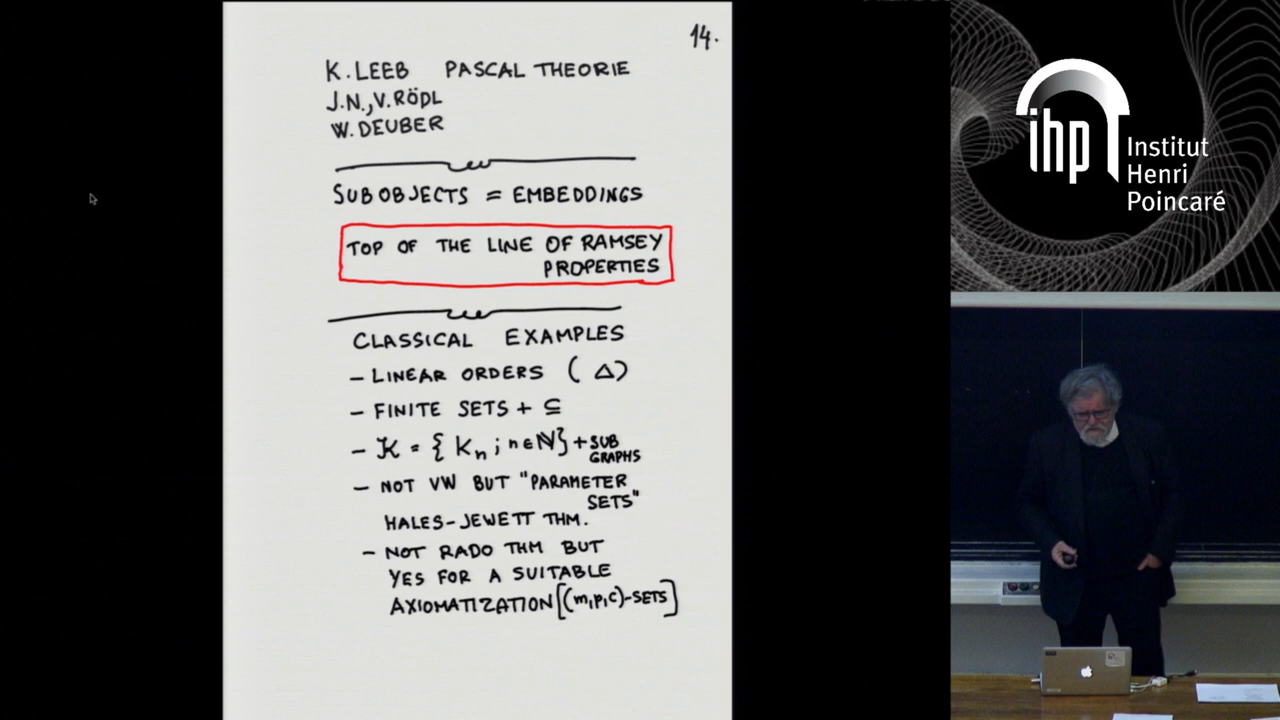 14.
K. LEEB PASCAL THEORIE
J.N., V. RÖDL
W. DEUBER
SUBOBJECTS = EMBEDDINGS
TOP OF THE LINE OF RAMSEY
PROPERTIES
CLASSICAL EXAMPLES
- LINEAR ORDERS ( Δ)
- FINITE SETS + ⊆
- 𝒦 = { Kn ; n ∈ ℕ} + SUB
GRAPHS
- NOT VW BUT "PARAMETER
SETS"
HALES-JEWETT THM.
- NOT RADO THM BUT
YES FOR A SUITABLE
AXIOMATIZATION [(m,p,c)-SETS]
ihp
Institut
Henri
Poincaré